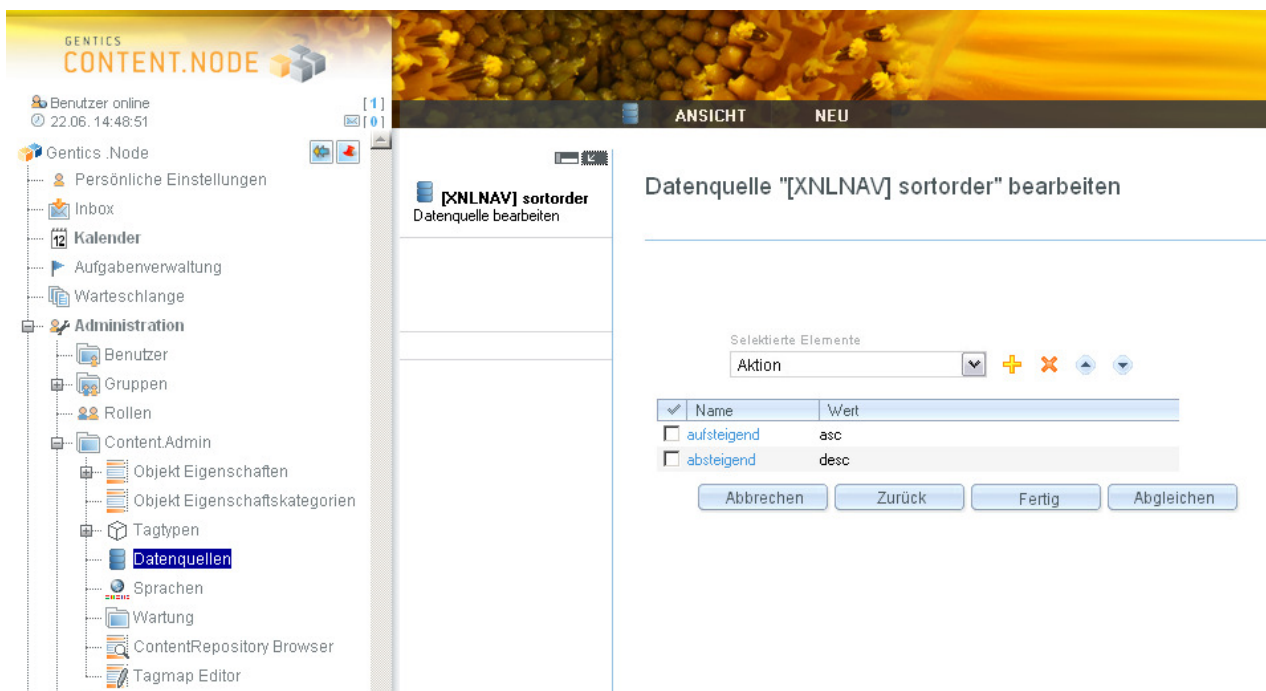 GENTICS
CONTENT.NODE
Benutzer online [1]
22.06. 14:48:51 [0]
ANSICHT NEU
Gentics .Node
Persönliche Einstellungen
Inbox
12 Kalender
Aufgabenverwaltung
Warteschlange
Administration
Benutzer
Gruppen
Rollen
Content.Admin
Objekt Eigenschaften
Objekt Eigenschaftskategorien
Tagtypen
Datenquellen
Sprachen
Wartung
ContentRepository Browser
Tagmap Editor
[XNLNAV] sortorder
Datenquelle bearbeiten
Datenquelle "[XNLNAV] sortorder" bearbeiten
Selektierte Elemente
Aktion
Name Wert
aufsteigend asc
absteigend desc
Abbrechen Zurück Fertig Abgleichen